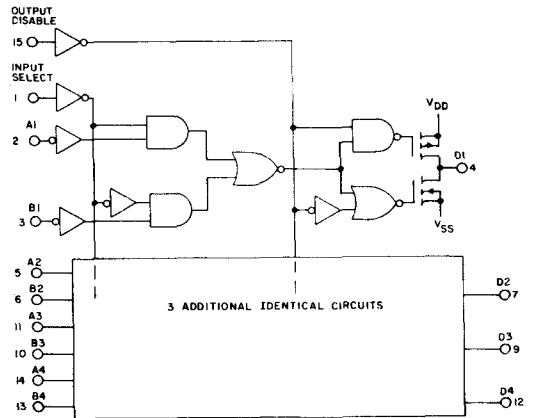 OUTPUT
DISABLE
15
INPUT
SELECT
1
A1
2
B1
3
VDD
D1
4
VSS
3 ADDITIONAL IDENTICAL CIRCUITS
A2
5
B2
6
A3
11
B3
10
A4
14
B4
13
D2
7
D3
9
D4
12